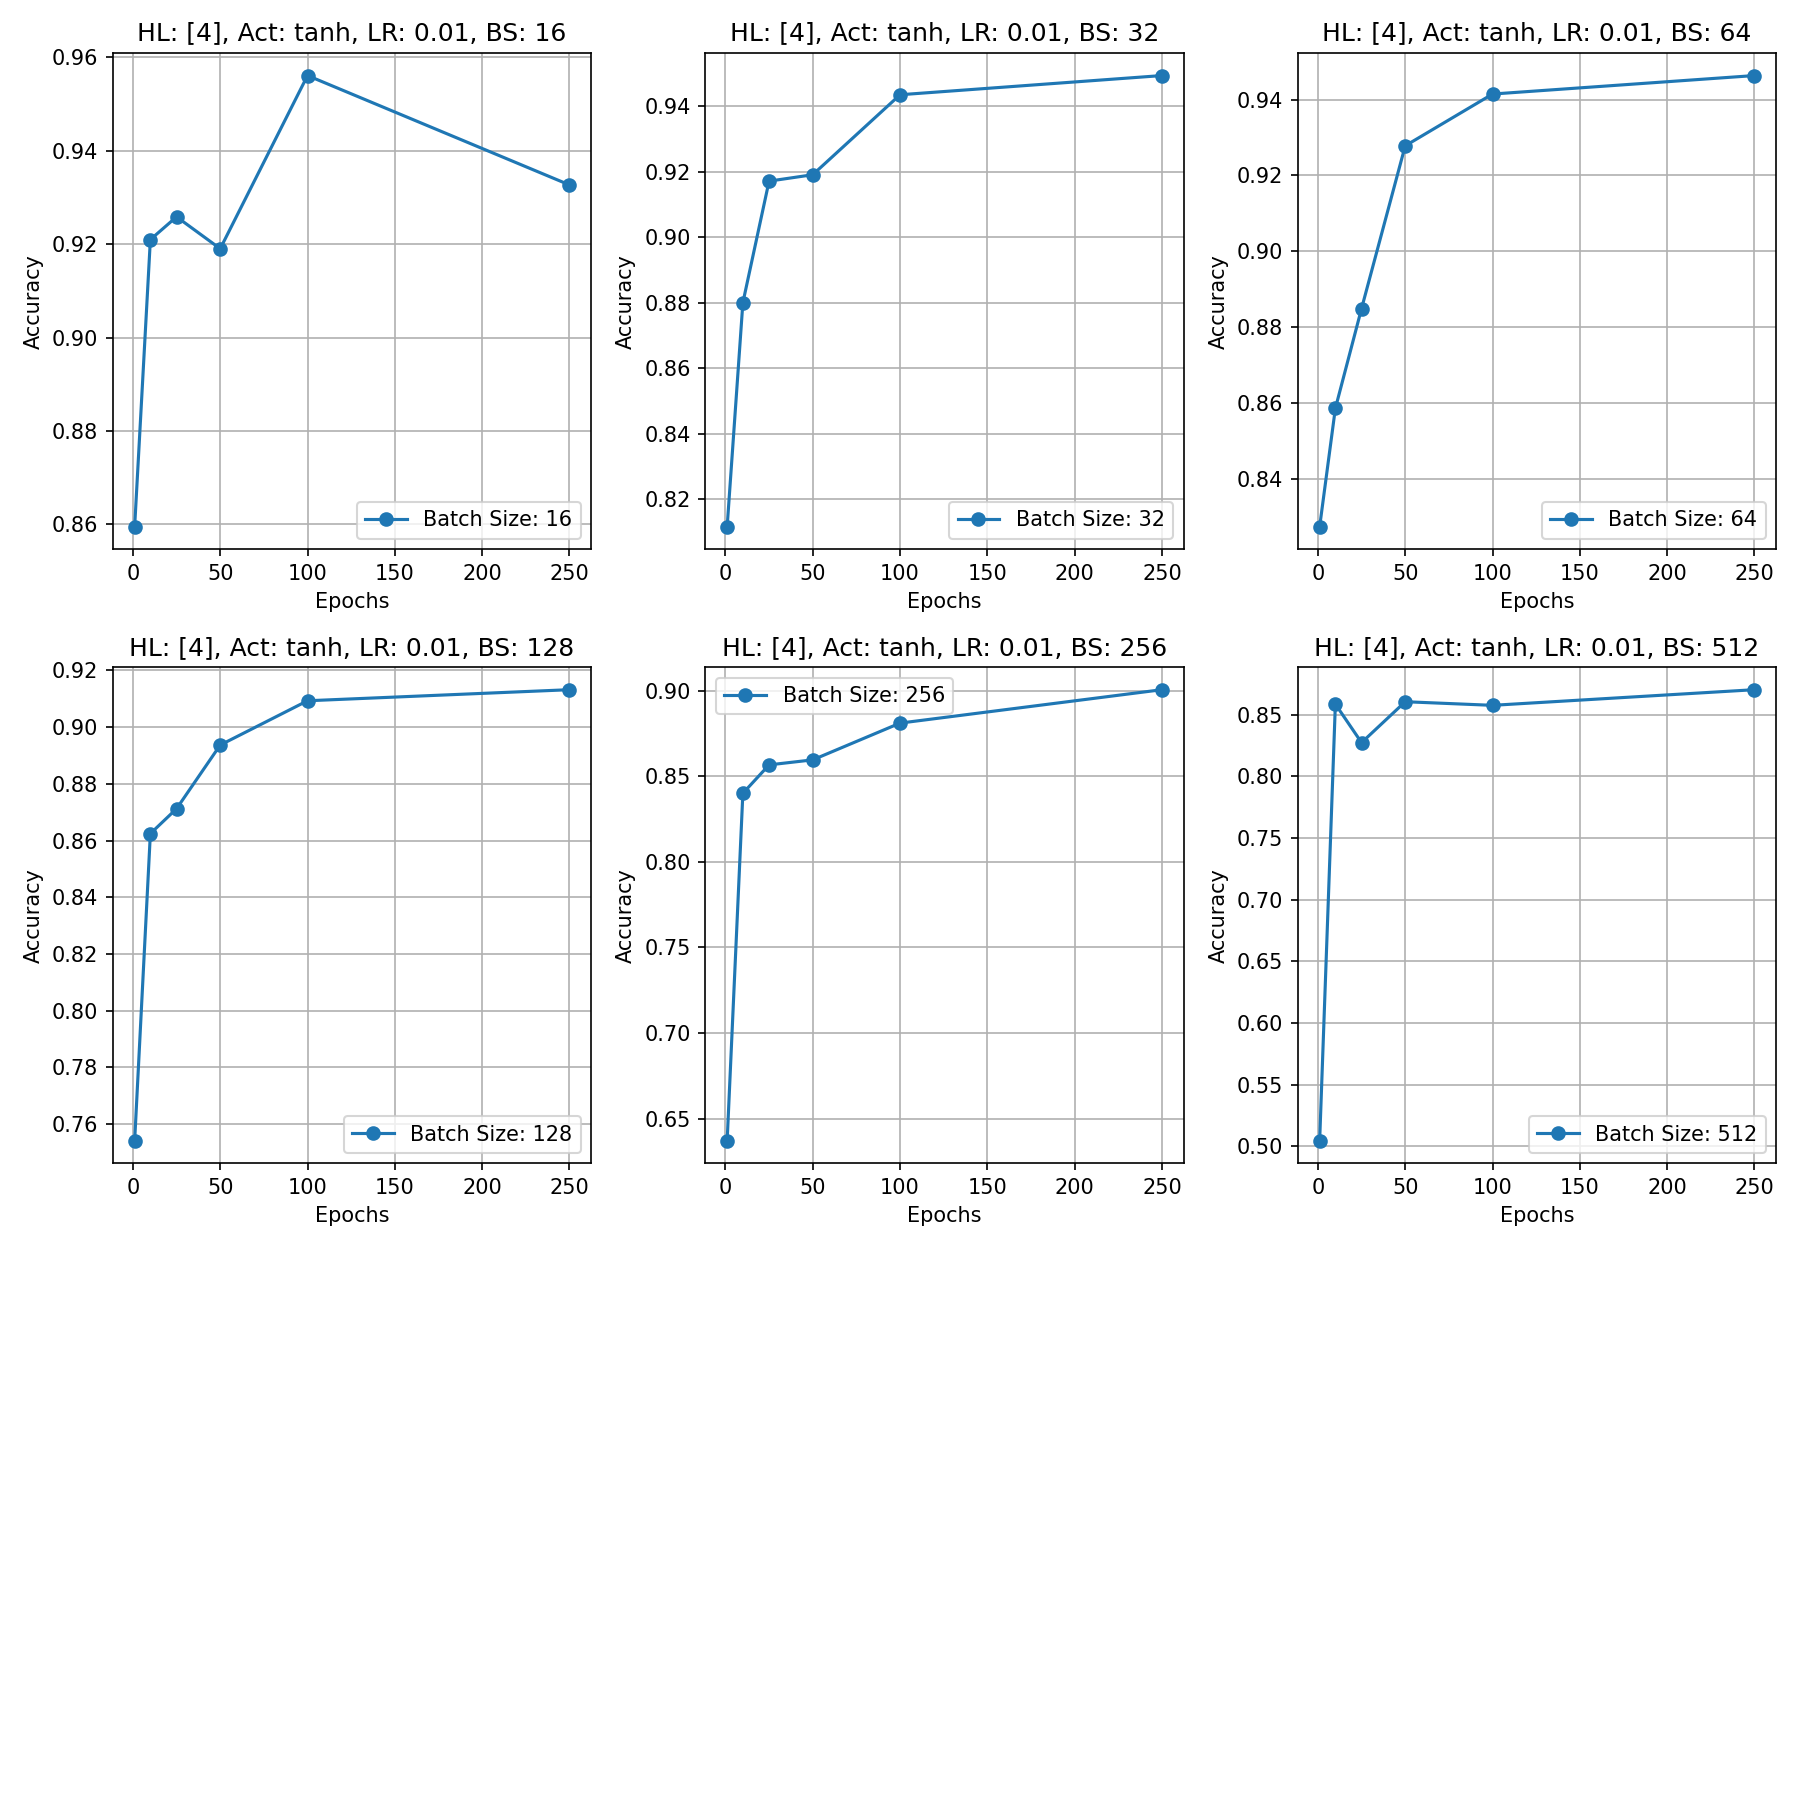 HL: [4], Act: tanh, LR: 0.01, BS: 16
0.96
0.94
0.92
0.90
0.88
0.86
Accuracy
Batch Size: 16
0 50 100 150 200 250
Epochs
HL: [4], Act: tanh, LR: 0.01, BS: 32
0.94
0.92
0.90
0.88
0.86
0.84
0.82
Accuracy
Batch Size: 32
0 50 100 150 200 250
Epochs
HL: [4], Act: tanh, LR: 0.01, BS: 64
0.94
0.92
0.90
0.88
0.86
0.84
Accuracy
Batch Size: 64
0 50 100 150 200 250
Epochs
HL: [4], Act: tanh, LR: 0.01, BS: 128
0.92
0.90
0.88
0.86
0.84
0.82
0.80
0.78
0.76
Accuracy
Batch Size: 128
0 50 100 150 200 250
Epochs
HL: [4], Act: tanh, LR: 0.01, BS: 256
Batch Size: 256
0.90
0.85
0.80
0.75
0.70
0.65
Accuracy
0 50 100 150 200 250
Epochs
HL: [4], Act: tanh, LR: 0.01, BS: 512
0.85
0.80
0.75
0.70
0.65
0.60
0.55
0.50
Accuracy
Batch Size: 512
0 50 100 150 200 250
Epochs